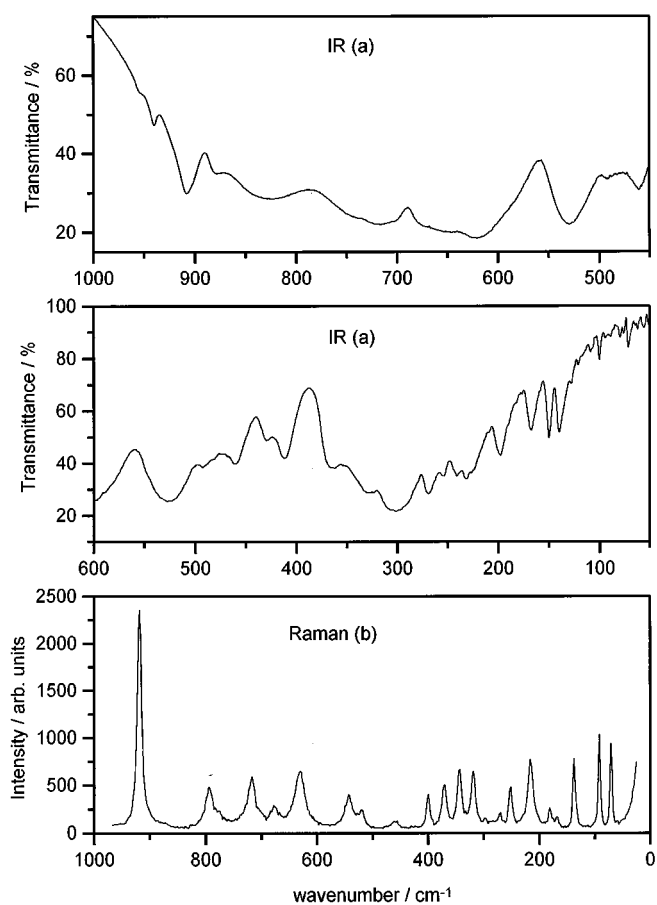 IR (a)
Transmittance / %
60
40
20
1000 900 800 700 600 500
IR (a)
Transmittance / %
100
80
60
40
20
600 500 400 300 200 100
Raman (b)
Intensity / arb. units
2500
2000
1500
1000
500
0
1000 800 600 400 200 0
wavenumber / cm⁻¹